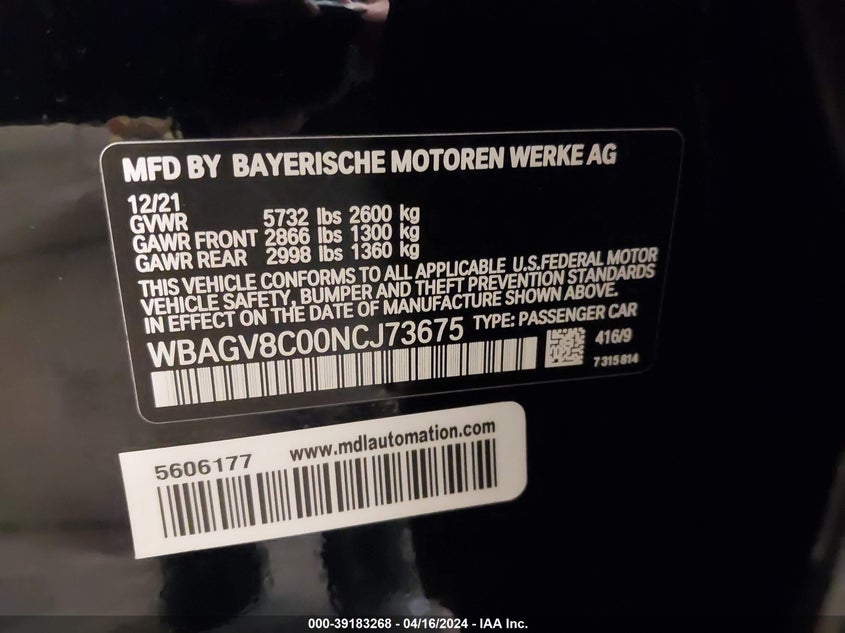 MFD BY BAYERISCHE MOTOREN WERKE AG
12/21
GVWR 5732 lbs 2600 kg
GAWR FRONT 2866 lbs 1300 kg
GAWR REAR 2998 lbs 1360 kg
THIS VEHICLE CONFORMS TO ALL APPLICABLE U.S.FEDERAL MOTOR
VEHICLE SAFETY, BUMPER AND THEFT PREVENTION STANDARDS
IN EFFECT ON THE DATE OF MANUFACTURE SHOWN ABOVE.
WBAGV8C00NCJ73675 TYPE: PASSENGER CAR
416/9
7315814
5606177 www.mdlautomation.com
000-39183268 - 04/16/2024 - IAA Inc.